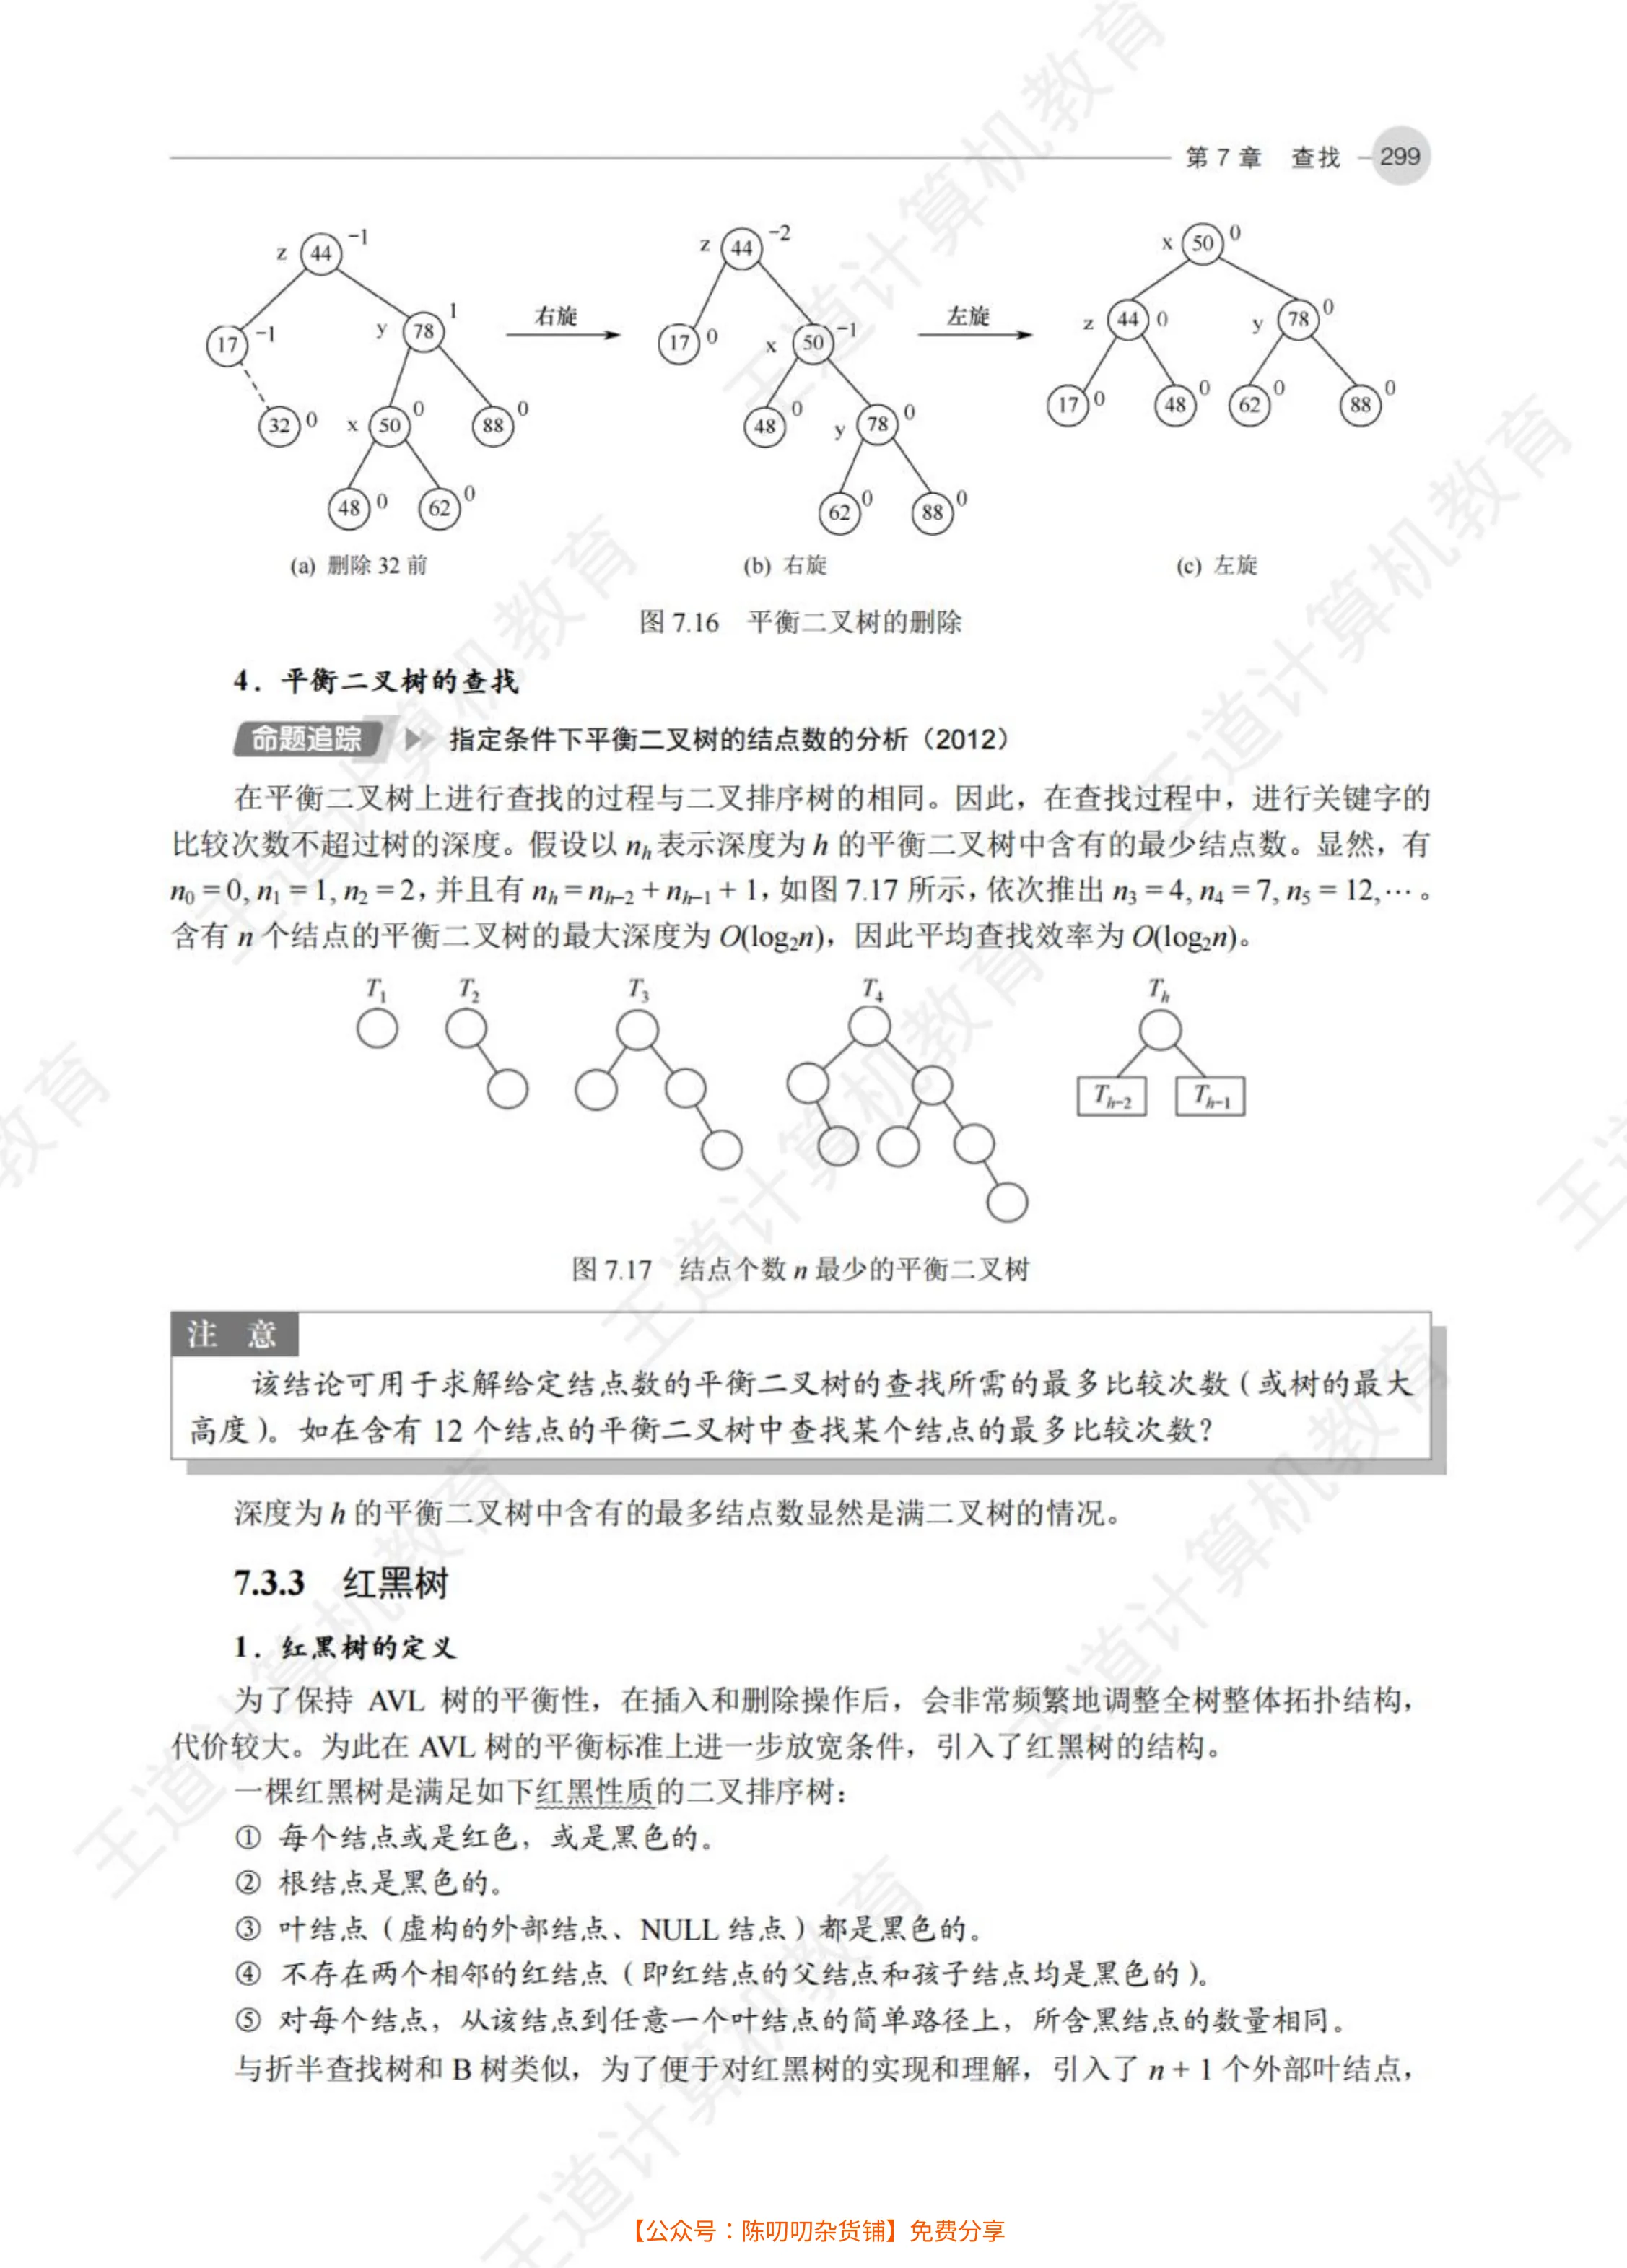 第 7 章 查找 299
z 44 -1
17 -1 y 78 1
32 0 x 50 0 88 0
48 0 62 0
右旋
z 44 -2
17 0 x 50 -1
48 0 y 78 0
62 0 88 0
左旋
x 50 0
z 44 0 y 78 0
17 0 48 0 62 0 88 0
(a) 删除 32 前
(b) 右旋
(c) 左旋
图 7.16 平衡二叉树的删除
4．平衡二叉树的查找
命题追踪 指定条件下平衡二叉树的结点数的分析（2012）
在平衡二叉树上进行查找的过程与二叉排序树的相同。因此，在查找过程中，进行关键字的
比较次数不超过树的深度。假设以 nₕ 表示深度为 h 的平衡二叉树中含有的最少结点数。显然，有
n₀ = 0, n₁ = 1, n₂ = 2，并且有 nₕ = nₕ₋₂ + nₕ₋₁ + 1，如图 7.17 所示，依次推出 n₃ = 4, n₄ = 7, n₅ = 12,⋯。
含有 n 个结点的平衡二叉树的最大深度为 O(log₂n)，因此平均查找效率为 O(log₂n)。
T₁ T₂ T₃ T₄ Tₕ
Tₕ₋₂ Tₕ₋₁
图 7.17 结点个数 n 最少的平衡二叉树
注 意
该结论可用于求解给定结点数的平衡二叉树的查找所需的最多比较次数（或树的最大
高度）。如在含有 12 个结点的平衡二叉树中查找某个结点的最多比较次数？
深度为 h 的平衡二叉树中含有的最多结点数显然是满二叉树的情况。
7.3.3 红黑树
1．红黑树的定义
为了保持 AVL 树的平衡性，在插入和删除操作后，会非常频繁地调整全树整体拓扑结构，
代价较大。为此在 AVL 树的平衡标准上进一步放宽条件，引入了红黑树的结构。
一棵红黑树是满足如下红黑性质的二叉排序树：
① 每个结点或是红色，或是黑色的。
② 根结点是黑色的。
③ 叶结点（虚构的外部结点、NULL 结点）都是黑色的。
④ 不存在两个相邻的红结点（即红结点的父结点和孩子结点均是黑色的）。
⑤ 对每个结点，从该结点到任意一个叶结点的简单路径上，所含黑结点的数量相同。
与折半查找树和 B 树类似，为了便于对红黑树的实现和理解，引入了 n + 1 个外部叶结点，
【公众号：陈叨叨杂货铺】免费分享
王道计算机教育